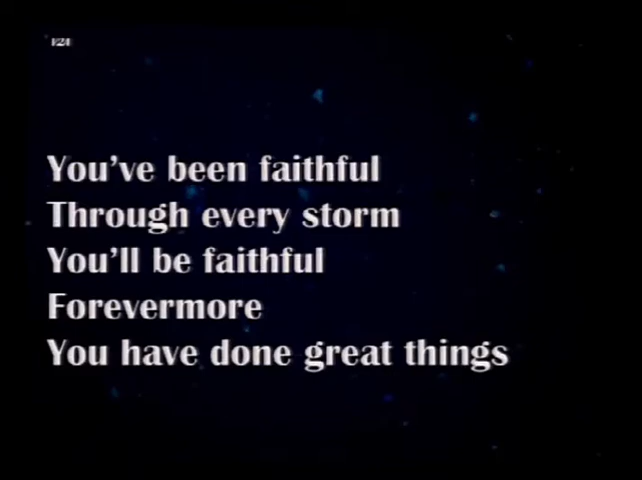 You've been faithful
Through every storm
You'll be faithful
Forevermore
You have done great things